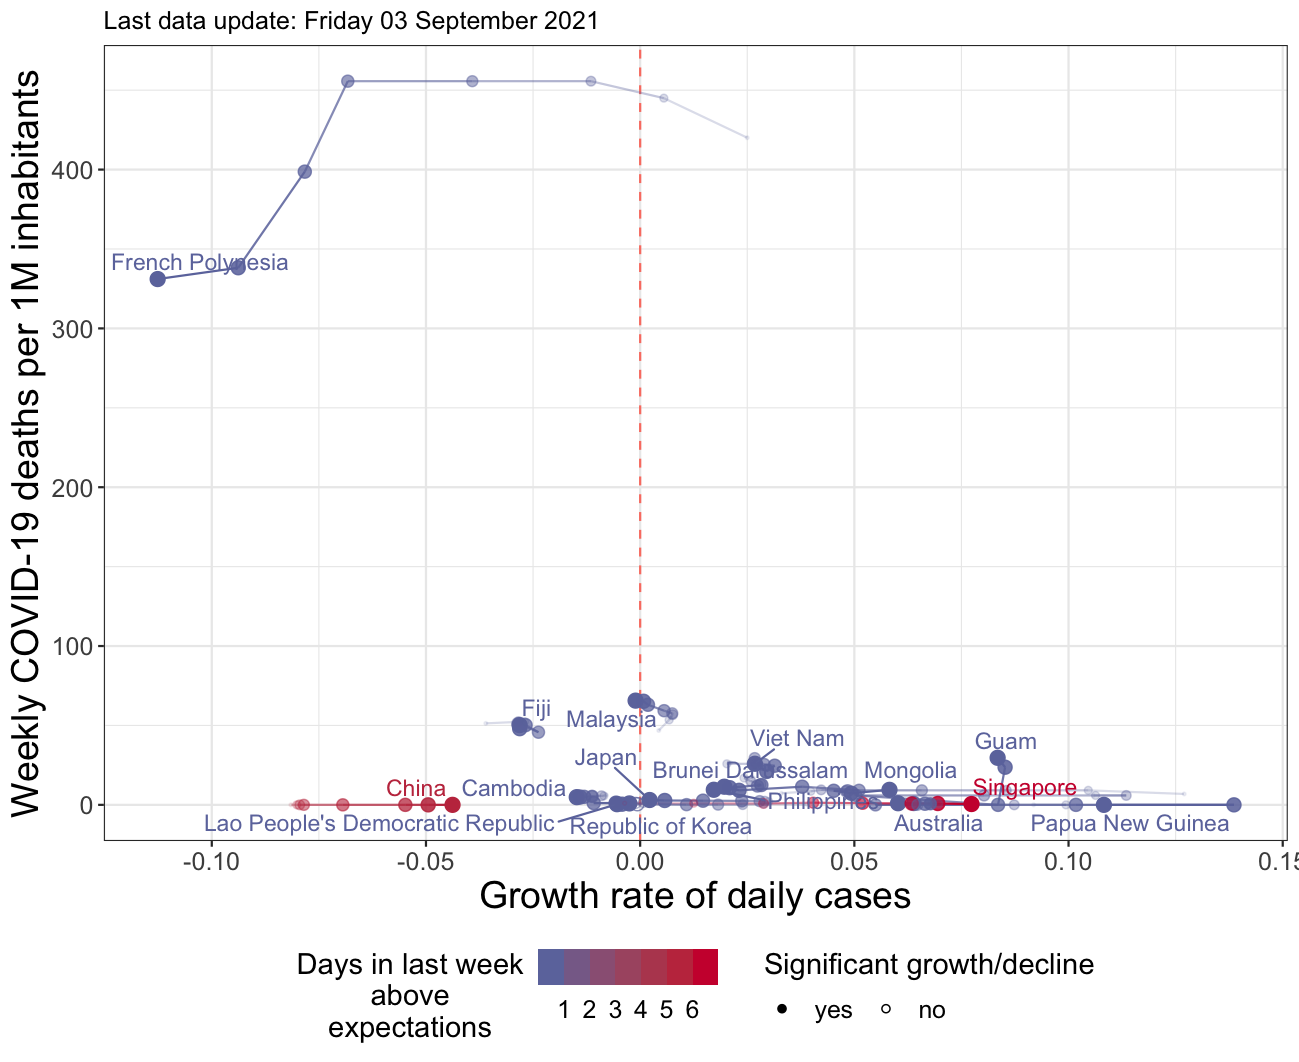 Last data update: Friday 03 September 2021
Weekly COVID-19 deaths per 1M inhabitants
400
300
200
100
0
French Polynesia
Fiji
Malaysia
Viet Nam
Guam
Japan
Brunei Darussalam
Mongolia
China
Cambodia
Philippines
Singapore
Lao People's Democratic Republic
Republic of Korea
Australia
Papua New Guinea
-0.10
-0.05
0.00
0.05
0.10
0.15
Growth rate of daily cases
Days in last week
above
expectations
1 2 3 4 5 6
Significant growth/decline
yes
no